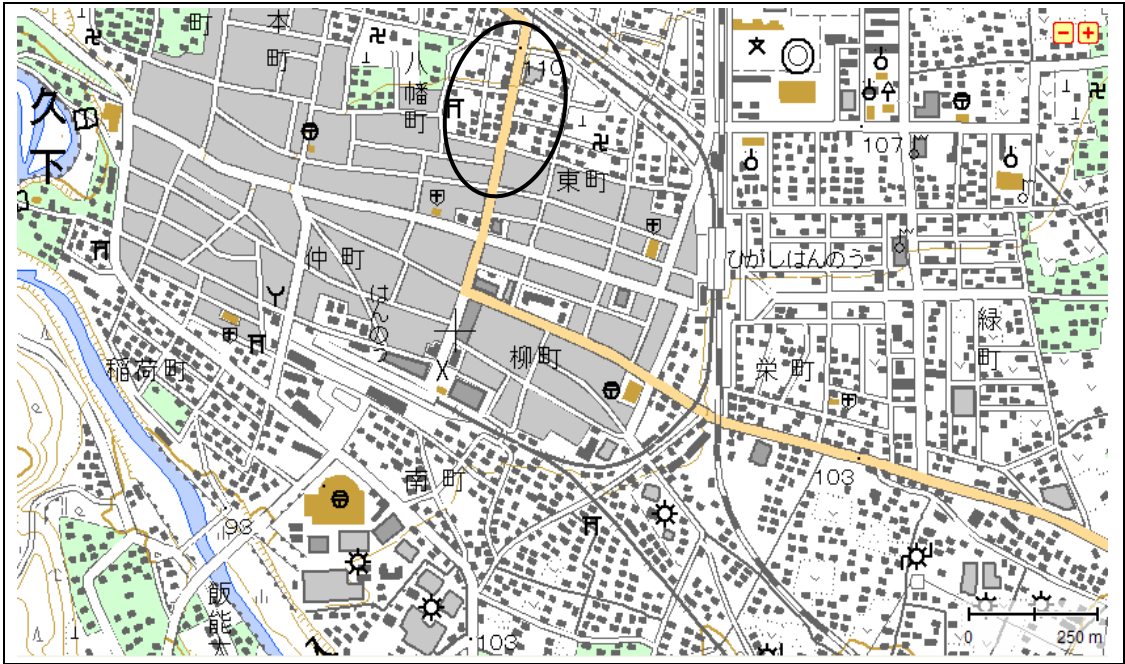 町
本町
八幡町
110
久下
107
東町
ひがしはんのう
仲町
はんのう
緑町
柳町
稲荷町
栄町
南町
103
93
飯能大
103
0 250 m